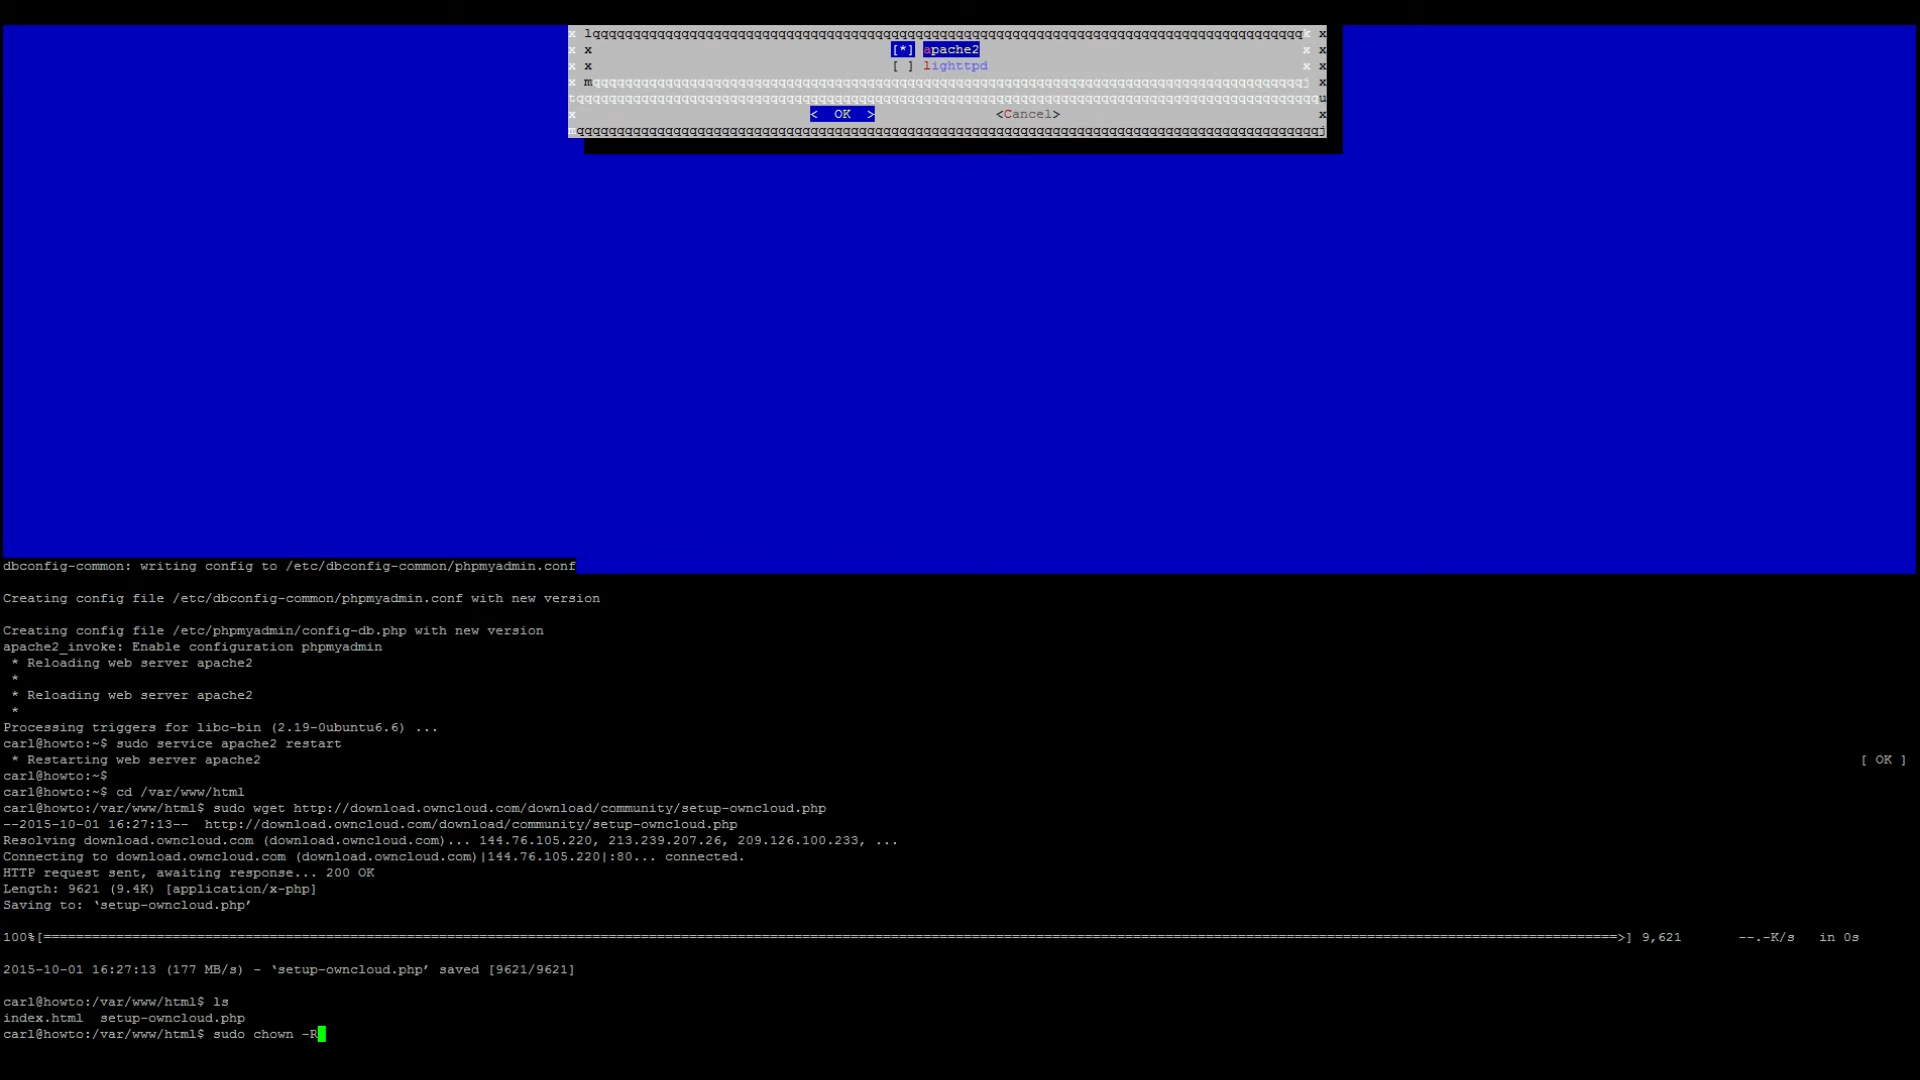 x lqqqqqqqqqqqqqqqqqqqqqqqqqqqqqqqqqqqqqqqqqqqqqqqqqqqqqqqqqqqqqqqqqqqqqqqqqqqqqqqqqqqqqqqqk x
x x [*] apache2 x x
x x [ ] lighttpd x x
x mqqqqqqqqqqqqqqqqqqqqqqqqqqqqqqqqqqqqqqqqqqqqqqqqqqqqqqqqqqqqqqqqqqqqqqqqqqqqqqqqqqqqqqqqj x
tqqqqqqqqqqqqqqqqqqqqqqqqqqqqqqqqqqqqqqqqqqqqqqqqqqqqqqqqqqqqqqqqqqqqqqqqqqqqqqqqqqqqqqqqqqqqu
x < OK > <Cancel> x
mqqqqqqqqqqqqqqqqqqqqqqqqqqqqqqqqqqqqqqqqqqqqqqqqqqqqqqqqqqqqqqqqqqqqqqqqqqqqqqqqqqqqqqqqqqqqj
dbconfig-common: writing config to /etc/dbconfig-common/phpmyadmin.conf
Creating config file /etc/dbconfig-common/phpmyadmin.conf with new version
Creating config file /etc/phpmyadmin/config-db.php with new version
apache2_invoke: Enable configuration phpmyadmin
* Reloading web server apache2
*
* Reloading web server apache2
*
Processing triggers for libc-bin (2.19-0ubuntu6.6) ...
carl@howto:~$ sudo service apache2 restart
* Restarting web server apache2 [ OK ]
carl@howto:~$
carl@howto:~$ cd /var/www/html
carl@howto:/var/www/html$ sudo wget http://download.owncloud.com/download/community/setup-owncloud.php
--2015-10-01 16:27:13-- http://download.owncloud.com/download/community/setup-owncloud.php
Resolving download.owncloud.com (download.owncloud.com)... 144.76.105.220, 213.239.207.26, 209.126.100.233, ...
Connecting to download.owncloud.com (download.owncloud.com)|144.76.105.220|:80... connected.
HTTP request sent, awaiting response... 200 OK
Length: 9621 (9.4K) [application/x-php]
Saving to: ‘setup-owncloud.php’
100%[===================================================================================================>] 9,621 --.-K/s in 0s
2015-10-01 16:27:13 (177 MB/s) - ‘setup-owncloud.php’ saved [9621/9621]
carl@howto:/var/www/html$ ls
index.html setup-owncloud.php
carl@howto:/var/www/html$ sudo chown -R